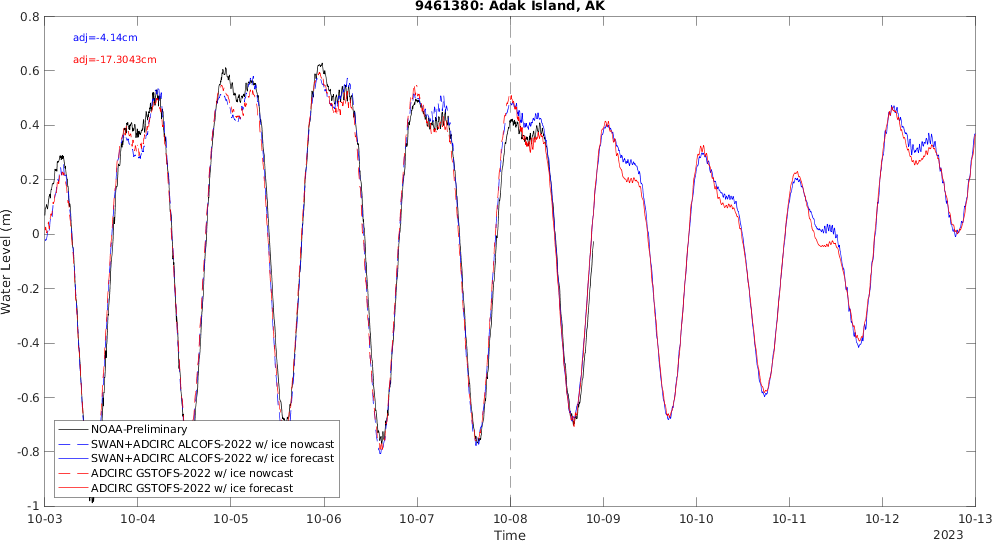 9461380: Adak Island, AK
adj=-4.14cm
adj=-17.3043cm
Water Level (m)
0.8
0.6
0.4
0.2
0
-0.2
-0.4
-0.6
-0.8
-1
NOAA-Preliminary
SWAN+ADCIRC ALCOFS-2022 w/ ice nowcast
SWAN+ADCIRC ALCOFS-2022 w/ ice forecast
ADCIRC GSTOFS-2022 w/ ice nowcast
ADCIRC GSTOFS-2022 w/ ice forecast
10-03 10-04 10-05 10-06 10-07 10-08 10-09 10-10 10-11 10-12 10-13
Time
2023